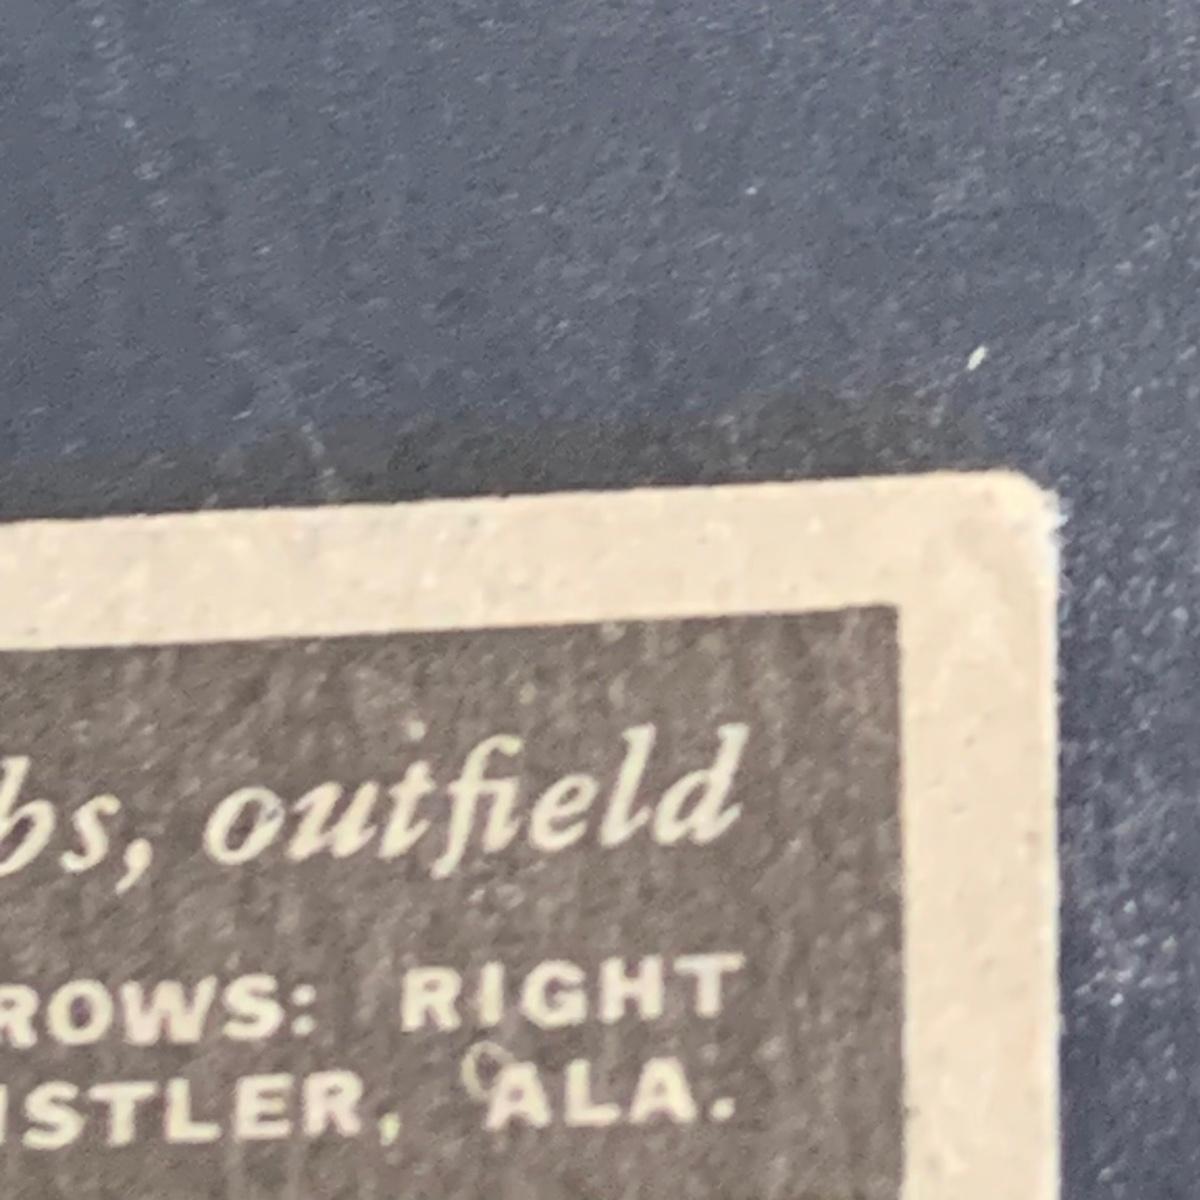 bs, outfield
ROWS: RIGHT
ISTLER, ALA.